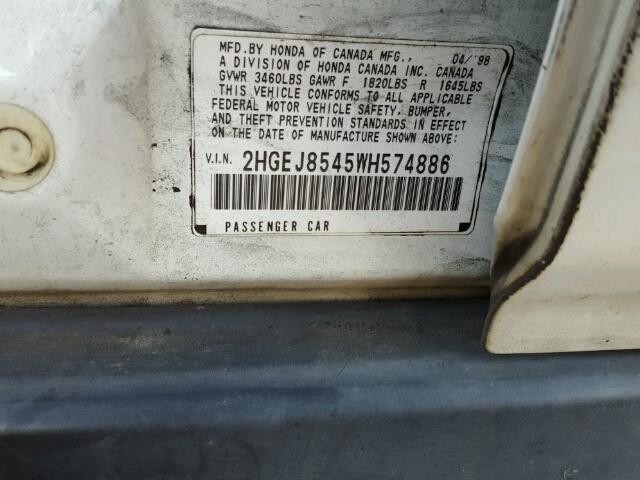 MFD.BY HONDA OF CANADA MFG., 04/'98
A DIVISION OF HONDA CANADA INC. CANADA
GVWR 3460LBS GAWR F 1820LBS R 1645LBS
THIS VEHICLE CONFORMS TO ALL APPLICABLE
FEDERAL MOTOR VEHICLE SAFETY, BUMPER,
AND THEFT PREVENTION STANDARDS IN EFFECT
ON THE DATE OF MANUFACTURE SHOWN ABOVE.
V.I.N. 2HGEJ8545WH574886
PASSENGER CAR